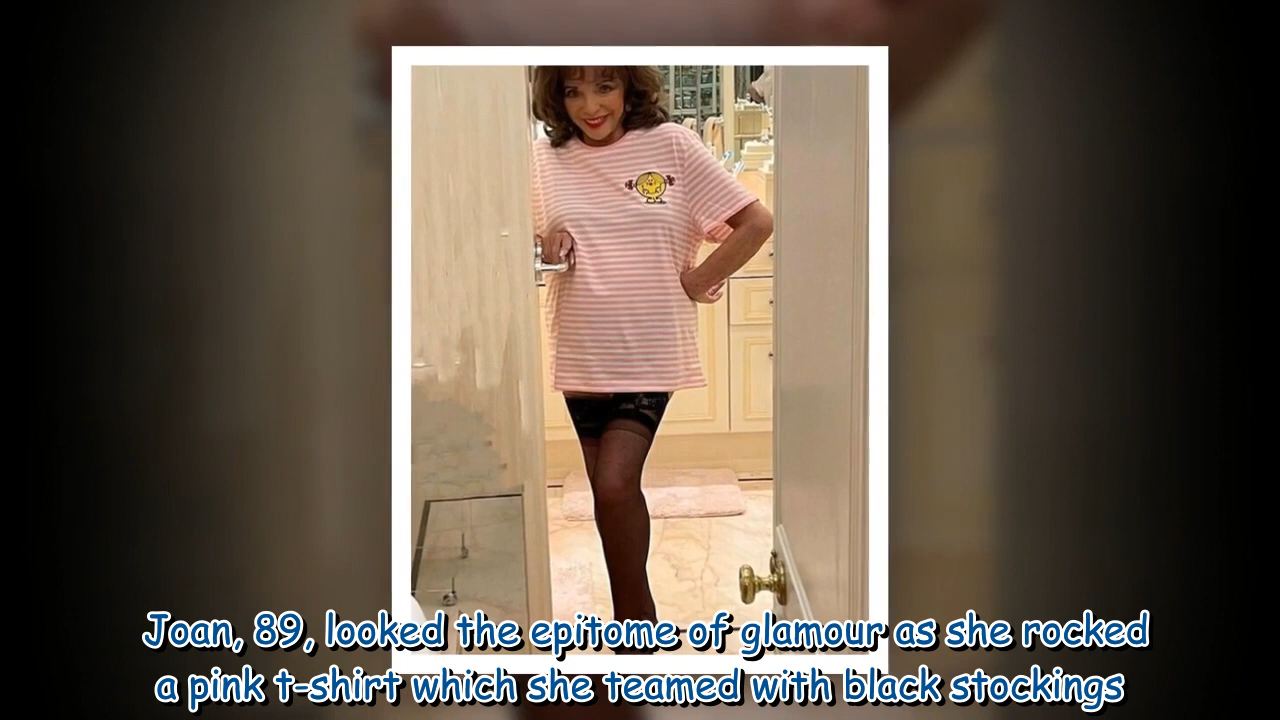 Joan, 89, looked the epitome of glamour as she rocked
a pink t-shirt which she teamed with black stockings